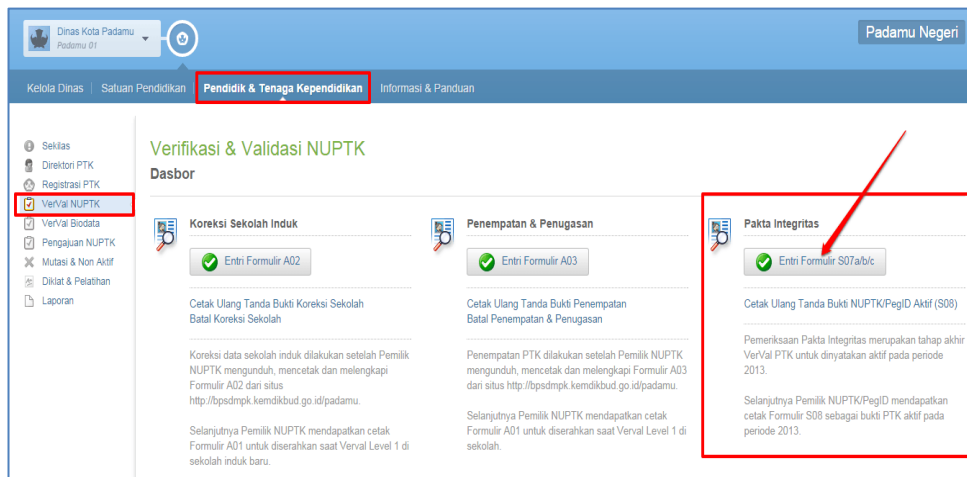 Dinas Kota Padamu
Padamu 01
Padamu Negeri
Kelola Dinas
Satuan Pendidikan
Pendidik & Tenaga Kependidikan
Informasi & Panduan
Sekilas
Direktori PTK
Registrasi PTK
VerVal NUPTK
VerVal Biodata
Pengajuan NUPTK
Mutasi & Non Aktif
Diklat & Pelatihan
Laporan
Verifikasi & Validasi NUPTK
Dasbor
Koreksi Sekolah Induk
Entri Formulir A02
Cetak Ulang Tanda Bukti Koreksi Sekolah
Batal Koreksi Sekolah
Koreksi data sekolah induk dilakukan setelah Pemilik
NUPTK mengunduh, mencetak dan melengkapi
Formulir A02 dari situs
http://bpsdmpk.kemdikbud.go.id/padamu.
Selanjutnya Pemilik NUPTK mendapatkan cetak
Formulir A01 untuk diserahkan saat Verval Level 1 di
sekolah induk baru.
Penempatan & Penugasan
Entri Formulir A03
Cetak Ulang Tanda Bukti Penempatan
Batal Penempatan & Penugasan
Penempatan PTK dilakukan setelah Pemilik NUPTK
mengunduh, mencetak dan melengkapi Formulir A03
dari situs http://bpsdmpk.kemdikbud.go.id/padamu.
Selanjutnya Pemilik NUPTK mendapatkan cetak
Formulir A01 untuk diserahkan saat Verval Level 1 di
sekolah.
Pakta Integritas
Entri Formulir S07a/b/c
Cetak Ulang Tanda Bukti NUPTK/PegID Aktif (S08)
Pemeriksaan Pakta Integritas merupakan tahap akhir
VerVal PTK untuk dinyatakan aktif pada periode
2013.
Selanjutnya Pemilik NUPTK/PegID mendapatkan
cetak Formulir S08 sebagai bukti PTK aktif pada
periode 2013.